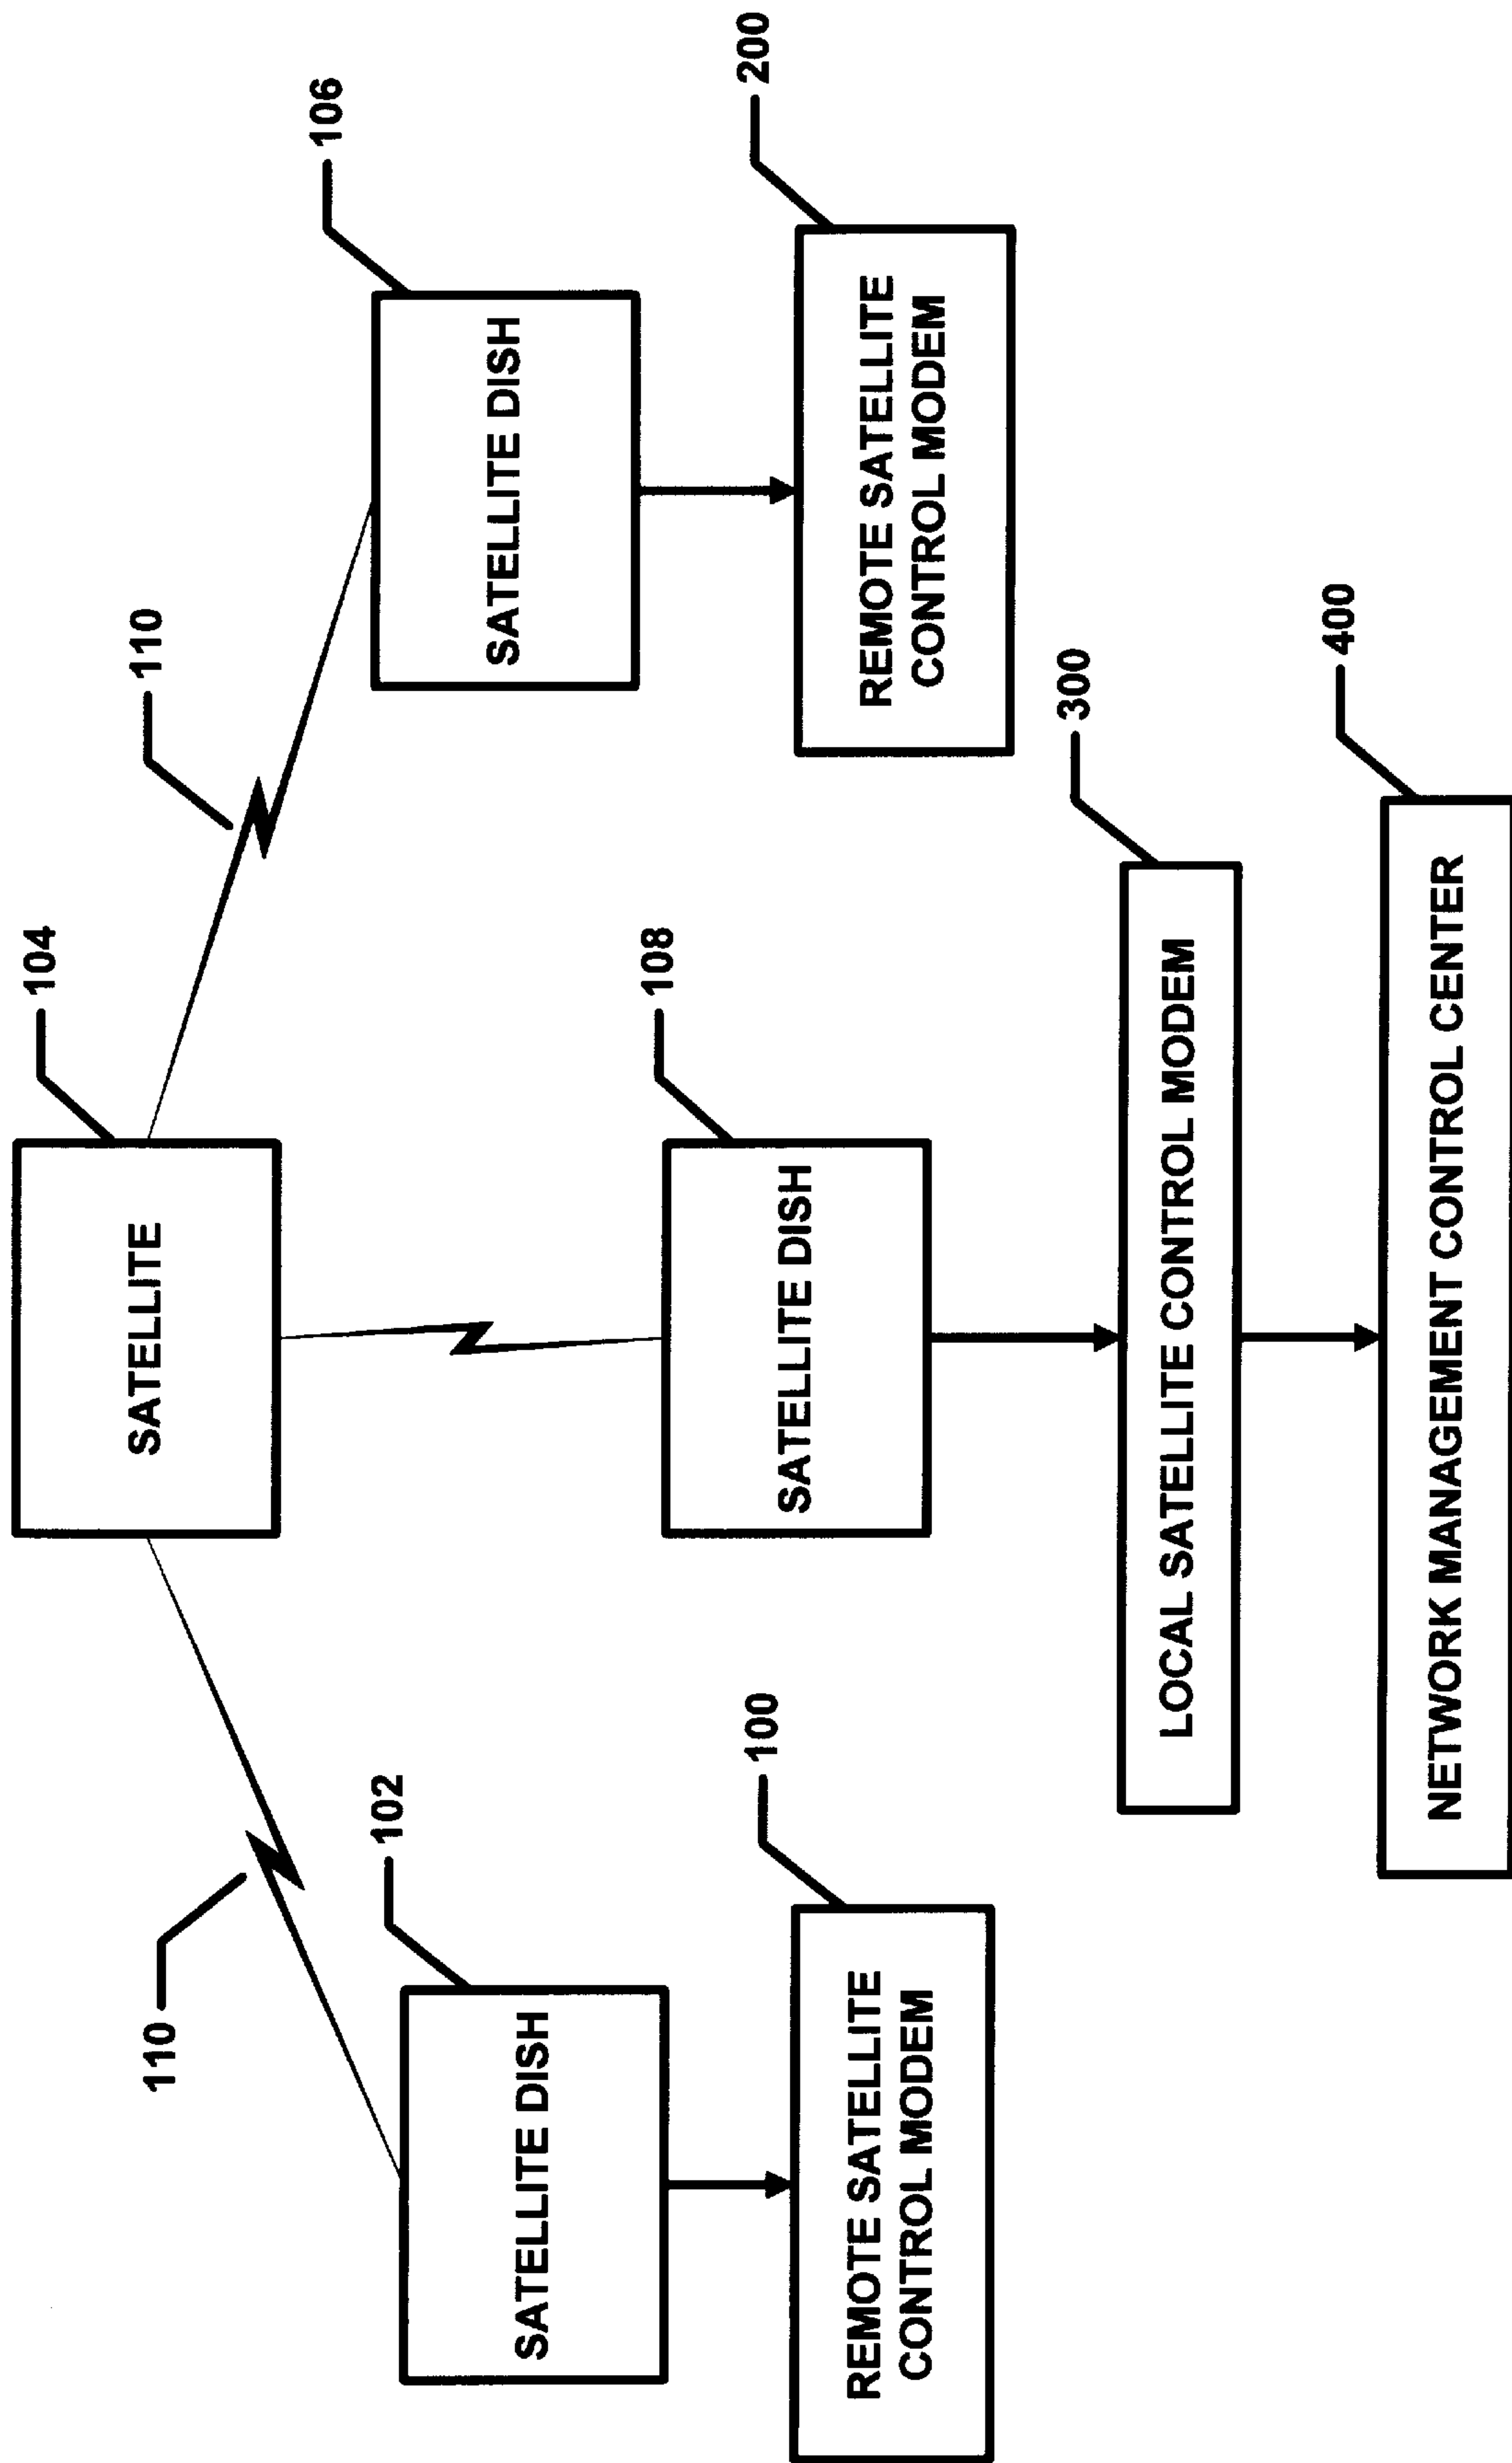 104
SATELLITE
110
110
106
SATELLITE DISH
102
SATELLITE DISH
108
SATELLITE DISH
200
REMOTE SATELLITE
CONTROL MODEM
100
REMOTE SATELLITE
CONTROL MODEM
300
LOCAL SATELLITE CONTROL MODEM
400
NETWORK MANAGEMENT CONTROL CENTER